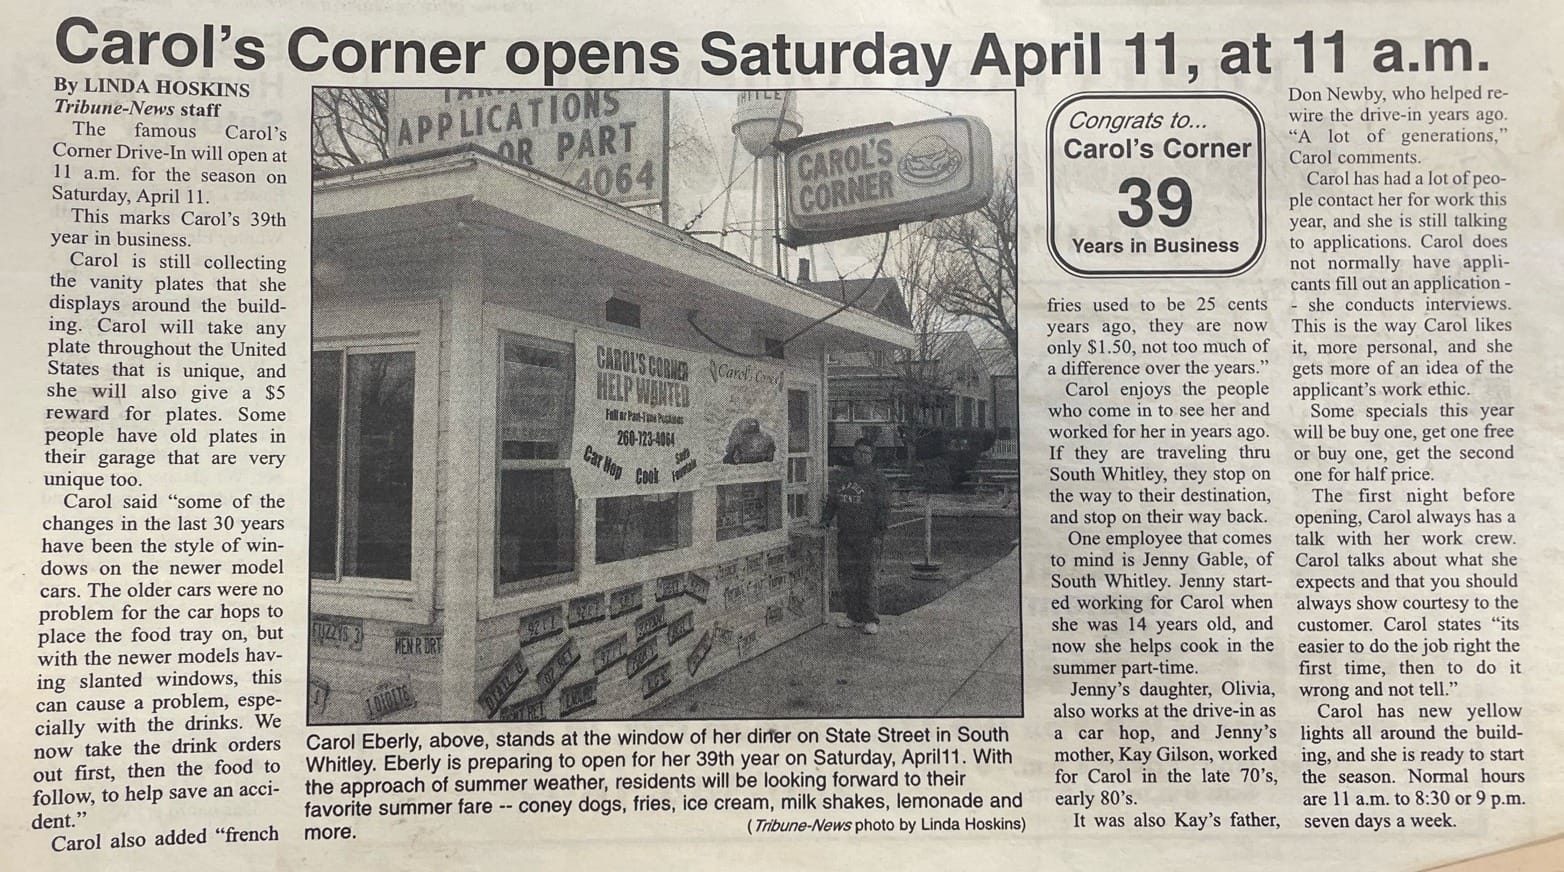 Carol's Corner opens Saturday April 11, at 11 a.m.
By LINDA HOSKINS
Tribune-News staff
The famous Carol's
Corner Drive-In will open at
11 a.m. for the season on
Saturday, April 11.
This marks Carol's 39th
year in business.
Carol is still collecting
the vanity plates that she
displays around the build-
ing. Carol will take any
plate throughout the United
States that is unique, and
she will also give a $5
reward for plates. Some
people have old plates in
their garage that are very
unique too.
Carol said “some of the
changes in the last 30 years
have been the style of win-
dows on the newer model
cars. The older cars were no
problem for the car hops to
place the food tray on, but
with the newer models hav-
ing slanted windows, this
can cause a problem, espe-
cially with the drinks. We
now take the drink orders
out first, then the food to
follow, to help save an acci-
dent.”
Carol also added “french
APPLICATIONS
OR PART
4064
CAROL'S
CORNER
CAROL'S CORNER
HELP WANTED
Full or Part-Time Positions
260-723-4064
Car Hop Cook Soda Fountain
Carol's Corner
FUZZYS 3
MEN R DRT
Carol Eberly, above, stands at the window of her diner on State Street in South
Whitley. Eberly is preparing to open for her 39th year on Saturday, April11. With
the approach of summer weather, residents will be looking forward to their
favorite summer fare -- coney dogs, fries, ice cream, milk shakes, lemonade and
more.
(Tribune-News photo by Linda Hoskins)
Congrats to...
Carol's Corner
39
Years in Business
fries used to be 25 cents
years ago, they are now
only $1.50, not too much of
a difference over the years.”
Carol enjoys the people
who come in to see her and
worked for her in years ago.
If they are traveling thru
South Whitley, they stop on
the way to their destination,
and stop on their way back.
One employee that comes
to mind is Jenny Gable, of
South Whitley. Jenny start-
ed working for Carol when
she was 14 years old, and
now she helps cook in the
summer part-time.
Jenny's daughter, Olivia,
also works at the drive-in as
a car hop, and Jenny's
mother, Kay Gilson, worked
for Carol in the late 70's,
early 80's.
It was also Kay's father,
Don Newby, who helped re-
wire the drive-in years ago.
“A lot of generations,”
Carol comments.
Carol has had a lot of peo-
ple contact her for work this
year, and she is still talking
to applications. Carol does
not normally have appli-
cants fill out an application -
- she conducts interviews.
This is the way Carol likes
it, more personal, and she
gets more of an idea of the
applicant's work ethic.
Some specials this year
will be buy one, get one free
or buy one, get the second
one for half price.
The first night before
opening, Carol always has a
talk with her work crew.
Carol talks about what she
expects and that you should
always show courtesy to the
customer. Carol states “its
easier to do the job right the
first time, then to do it
wrong and not tell.”
Carol has new yellow
lights all around the build-
ing, and she is ready to start
the season. Normal hours
are 11 a.m. to 8:30 or 9 p.m.
seven days a week.